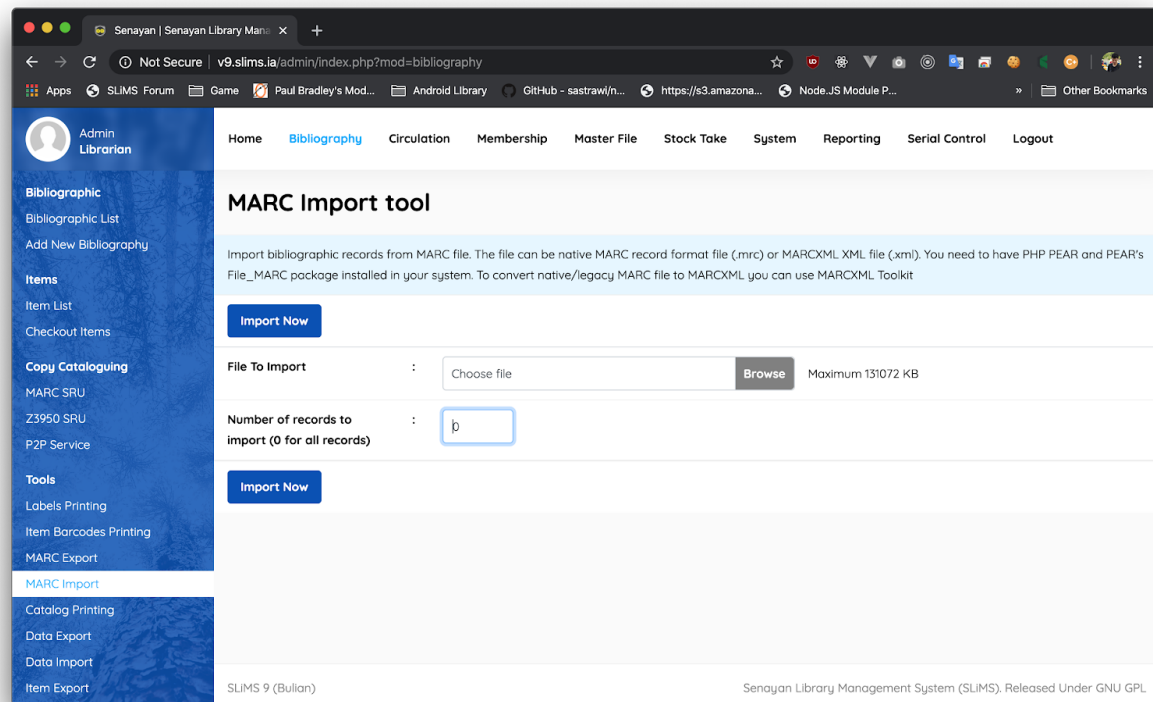 Senayan | Senayan Library Mana
Not Secure | v9.slims.ia/admin/index.php?mod=bibliography
Apps SLiMS Forum Game Paul Bradley's Mod... Android LIbrary GitHub - sastrawi/n... https://s3.amazona... Node.JS Module P... » Other Bookmarks
Admin
Librarian
Home Bibliography Circulation Membership Master File Stock Take System Reporting Serial Control Logout
Bibliographic
Bibliographic List
Add New Bibliography
Items
Item List
Checkout Items
Copy Cataloguing
MARC SRU
Z3950 SRU
P2P Service
Tools
Labels Printing
Item Barcodes Printing
MARC Export
MARC Import
Catalog Printing
Data Export
Data Import
Item Export
MARC Import tool
Import bibliographic records from MARC file. The file can be native MARC record format file (.mrc) or MARCXML XML file (.xml). You need to have PHP PEAR and PEAR's
File_MARC package installed in your system. To convert native/legacy MARC file to MARCXML you can use MARCXML Toolkit
Import Now
File To Import : Choose file Browse Maximum 131072 KB
Number of records to : 0
import (0 for all records)
Import Now
SLiMS 9 (Bulian) Senayan Library Management System (SLiMS). Released Under GNU GPL